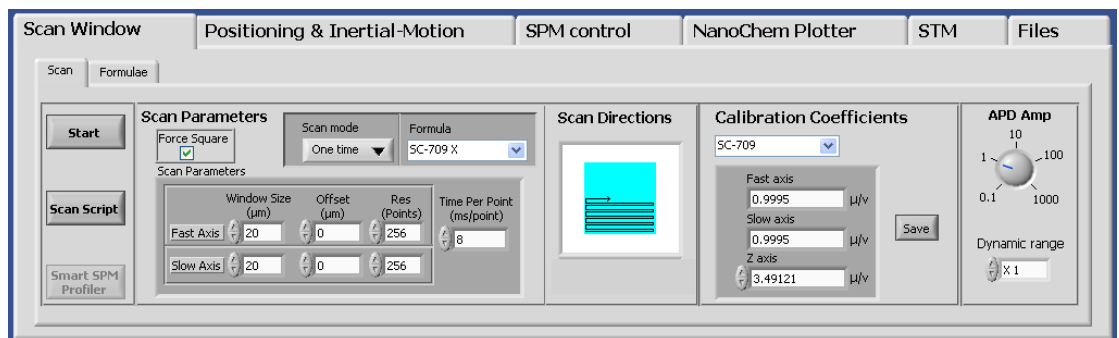 Scan Window Positioning & Inertial-Motion SPM control NanoChem Plotter STM Files
Scan Formulae
Start
Scan Script
Smart SPM
Profiler
Scan Parameters
Force Square
Scan mode
One time
Formula
SC-709 X
Scan Parameters
Window Size
(µm)
Offset
(µm)
Res
(Points)
Time Per Point
(ms/point)
Fast Axis 20 0 256 8
Slow Axis 20 0 256
Scan Directions
Calibration Coefficients
SC-709
Fast axis
0.9995 µ/v
Slow axis
0.9995 µ/v
Z axis
3.49121 µ/v
Save
APD Amp
10
1 100
0.1 1000
Dynamic range
X 1